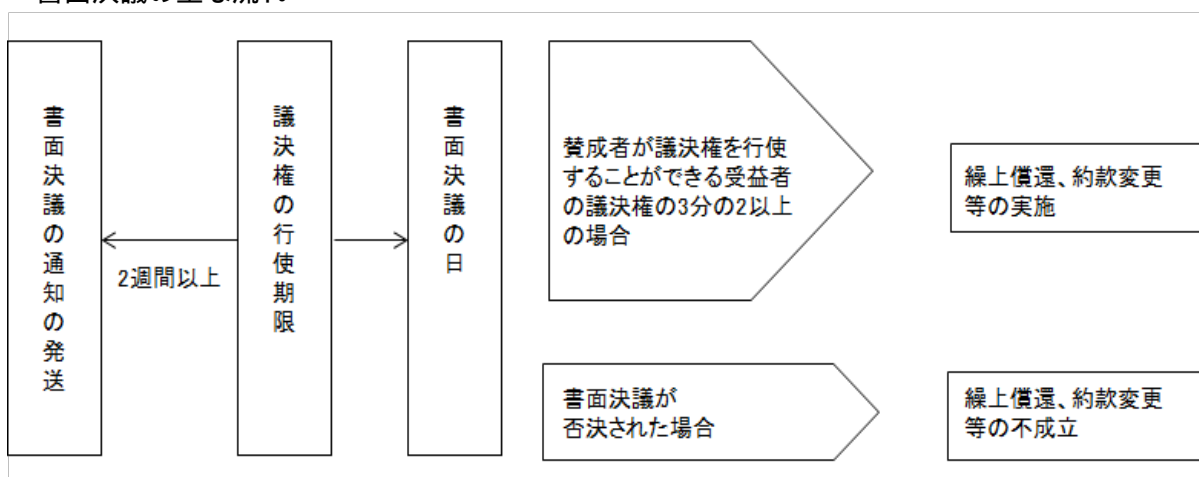 書面決議の主な流れ
書面決議の通知の発送
2週間以上
議決権の行使期限
書面決議の日
賛成者が議決権を行使
することができる受益者
の議決権の3分の2以上
の場合
繰上償還、約款変更
等の実施
書面決議が
否決された場合
繰上償還、約款変更
等の不成立